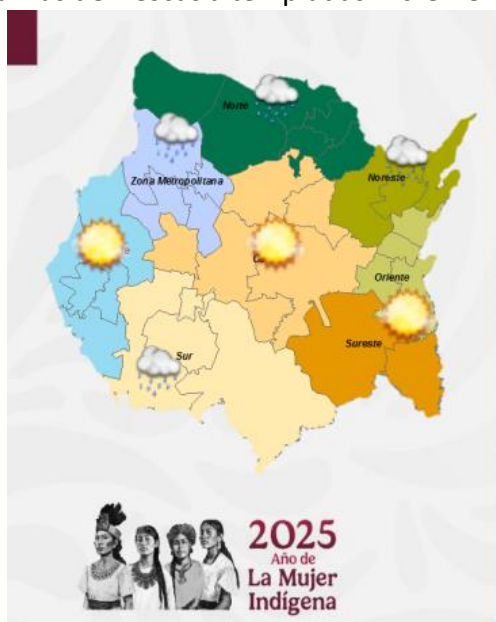 Norte
Zona Metropolitana
Noreste
Oriente
Sur
Sureste
2025
Año de
La Mujer
Indígena